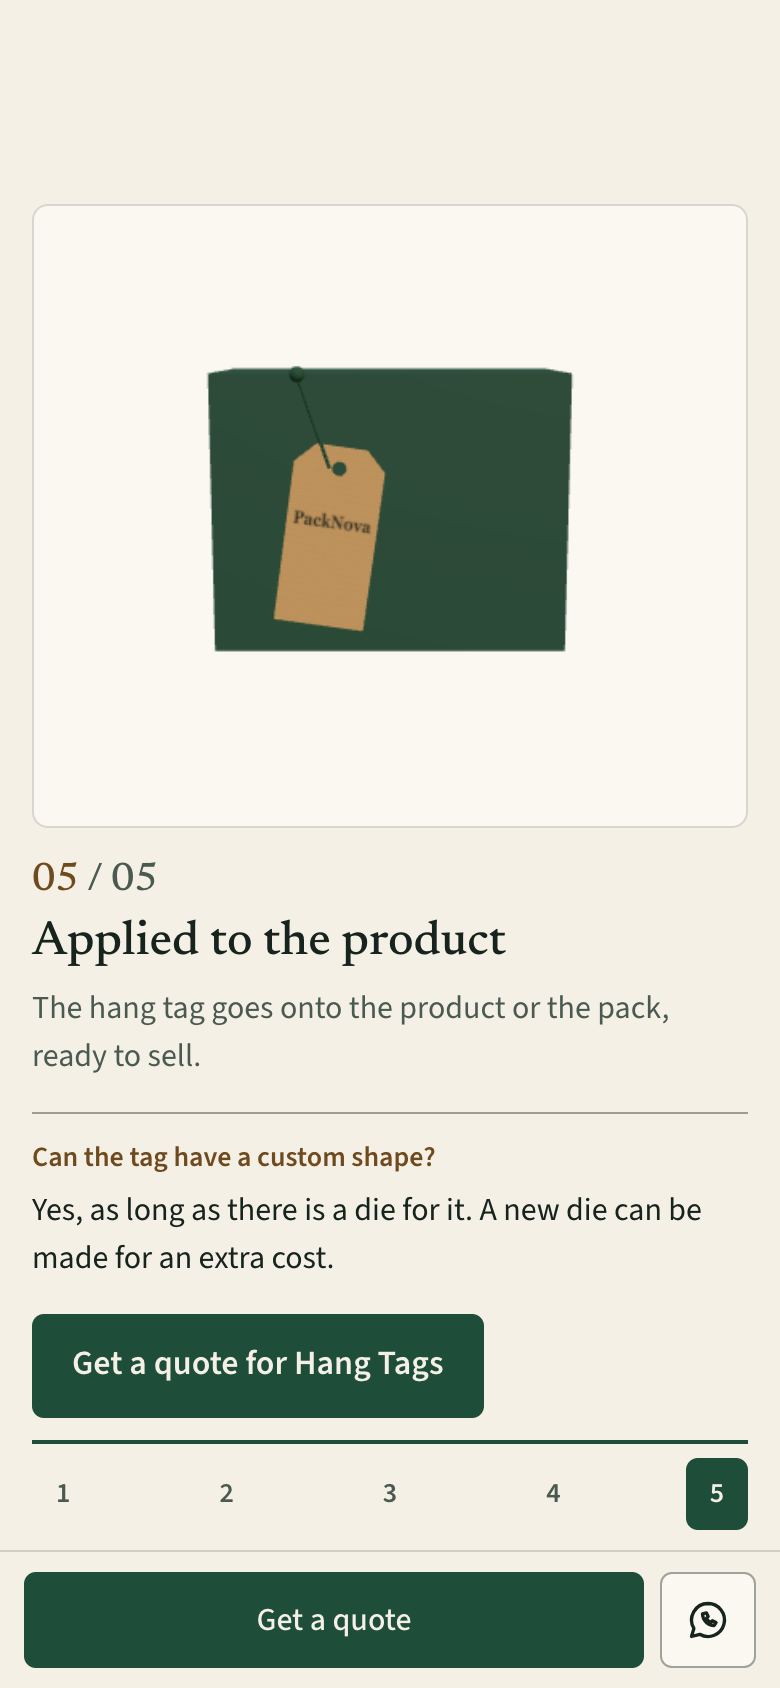 PackNova
05 / 05
Applied to the product
The hang tag goes onto the product or the pack,
ready to sell.
Can the tag have a custom shape?
Yes, as long as there is a die for it. A new die can be
made for an extra cost.
Get a quote for Hang Tags
1 2 3 4 5
Get a quote